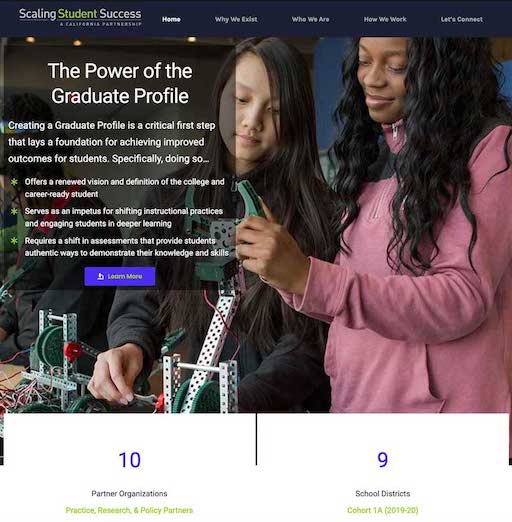 Scaling Student Success
A CALIFORNIA PARTNERSHIP
Home
Why We Exist
Who We Are
How We Work
Let's Connect
The Power of the
Graduate Profile
Creating a Graduate Profile is a critical first step
that lays a foundation for achieving improved
outcomes for students. Specifically, doing so...
Offers a renewed vision and definition of the college and
career-ready student
Serves as an impetus for shifting instructional practices
and engaging students in deeper learning
Requires a shift in assessments that provide students
authentic ways to demonstrate their knowledge and skills
Learn More
10
Partner Organizations
Practice, Research, & Policy Partners
9
School Districts
Cohort 1A (2019-20)